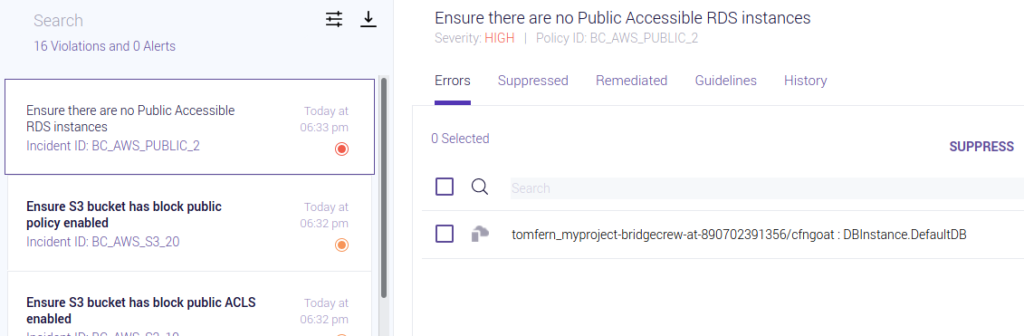 Search
16 Violations and 0 Alerts
Ensure there are no Public Accessible
RDS instances
Incident ID: BC_AWS_PUBLIC_2
Today at
06:33 pm
Ensure S3 bucket has block public
policy enabled
Incident ID: BC_AWS_S3_20
Today at
06:32 pm
Ensure S3 bucket has block public ACLS
enabled
Incident ID: BC_AWS_S3_19
Today at
06:32 pm
Ensure there are no Public Accessible RDS instances
Severity: HIGH | Policy ID: BC_AWS_PUBLIC_2
Errors Suppressed Remediated Guidelines History
0 Selected
SUPPRESS
Search
tomfern_myproject-bridgecrew-at-890702391356/cfngoat : DBInstance.DefaultDB